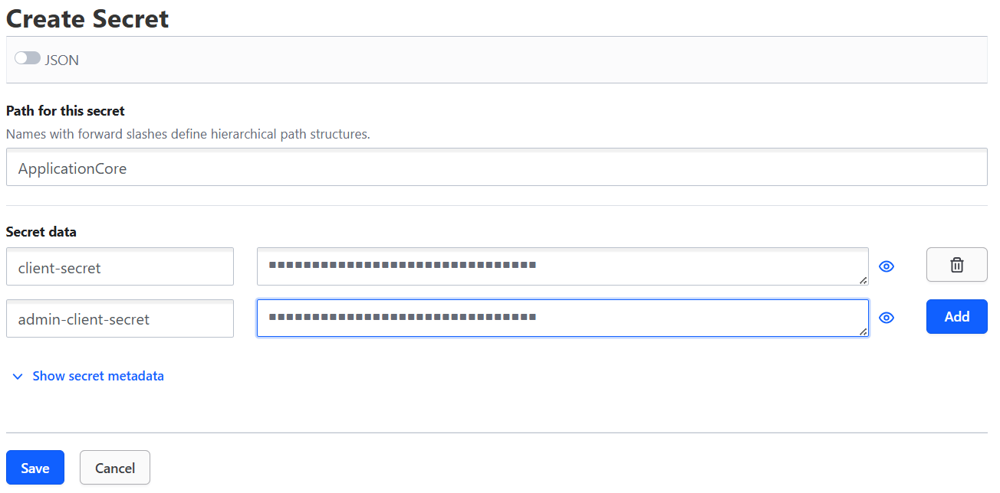 Create Secret
JSON
Path for this secret
Names with forward slashes define hierarchical path structures.
ApplicationCore
Secret data
client-secret
admin-client-secret
Add
Show secret metadata
Save Cancel